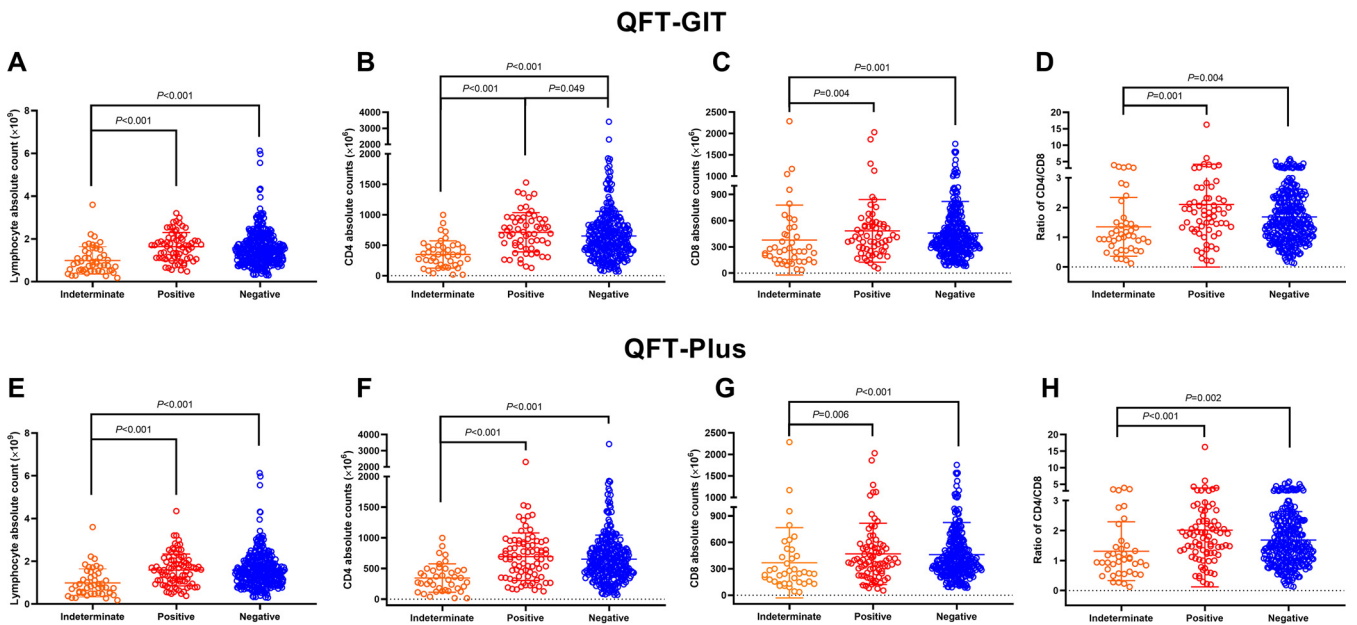 QFT-GIT
A
Lymphocyte absolute count (×10⁹)
8
6
4
2
0
P<0.001
P<0.001
Indeterminate Positive Negative
B
CD4 absolute counts (×10⁶)
4000
3000
2000
2000
1500
1000
500
0
P<0.001
P<0.001 P=0.049
Indeterminate Positive Negative
C
CD8 absolute counts (×10⁶)
2500
2000
1500
1000
900
600
300
0
P=0.001
P=0.004
Indeterminate Positive Negative
D
Ratio of CD4/CD8
20
15
10
5
3
2
1
0
P=0.004
P=0.001
Indeterminate Positive Negative
QFT-Plus
E
Lymphocyte absolute count (×10⁹)
8
6
4
2
0
P<0.001
P<0.001
Indeterminate Positive Negative
F
CD4 absolute counts (×10⁶)
4000
3000
2000
2000
1500
1000
500
0
P<0.001
P<0.001
Indeterminate Positive Negative
G
CD8 absolute counts (×10⁶)
2500
2000
1500
1000
900
600
300
0
P<0.001
P=0.006
Indeterminate Positive Negative
H
Ratio of CD4/CD8
20
15
10
5
3
2
1
0
P=0.002
P<0.001
Indeterminate Positive Negative